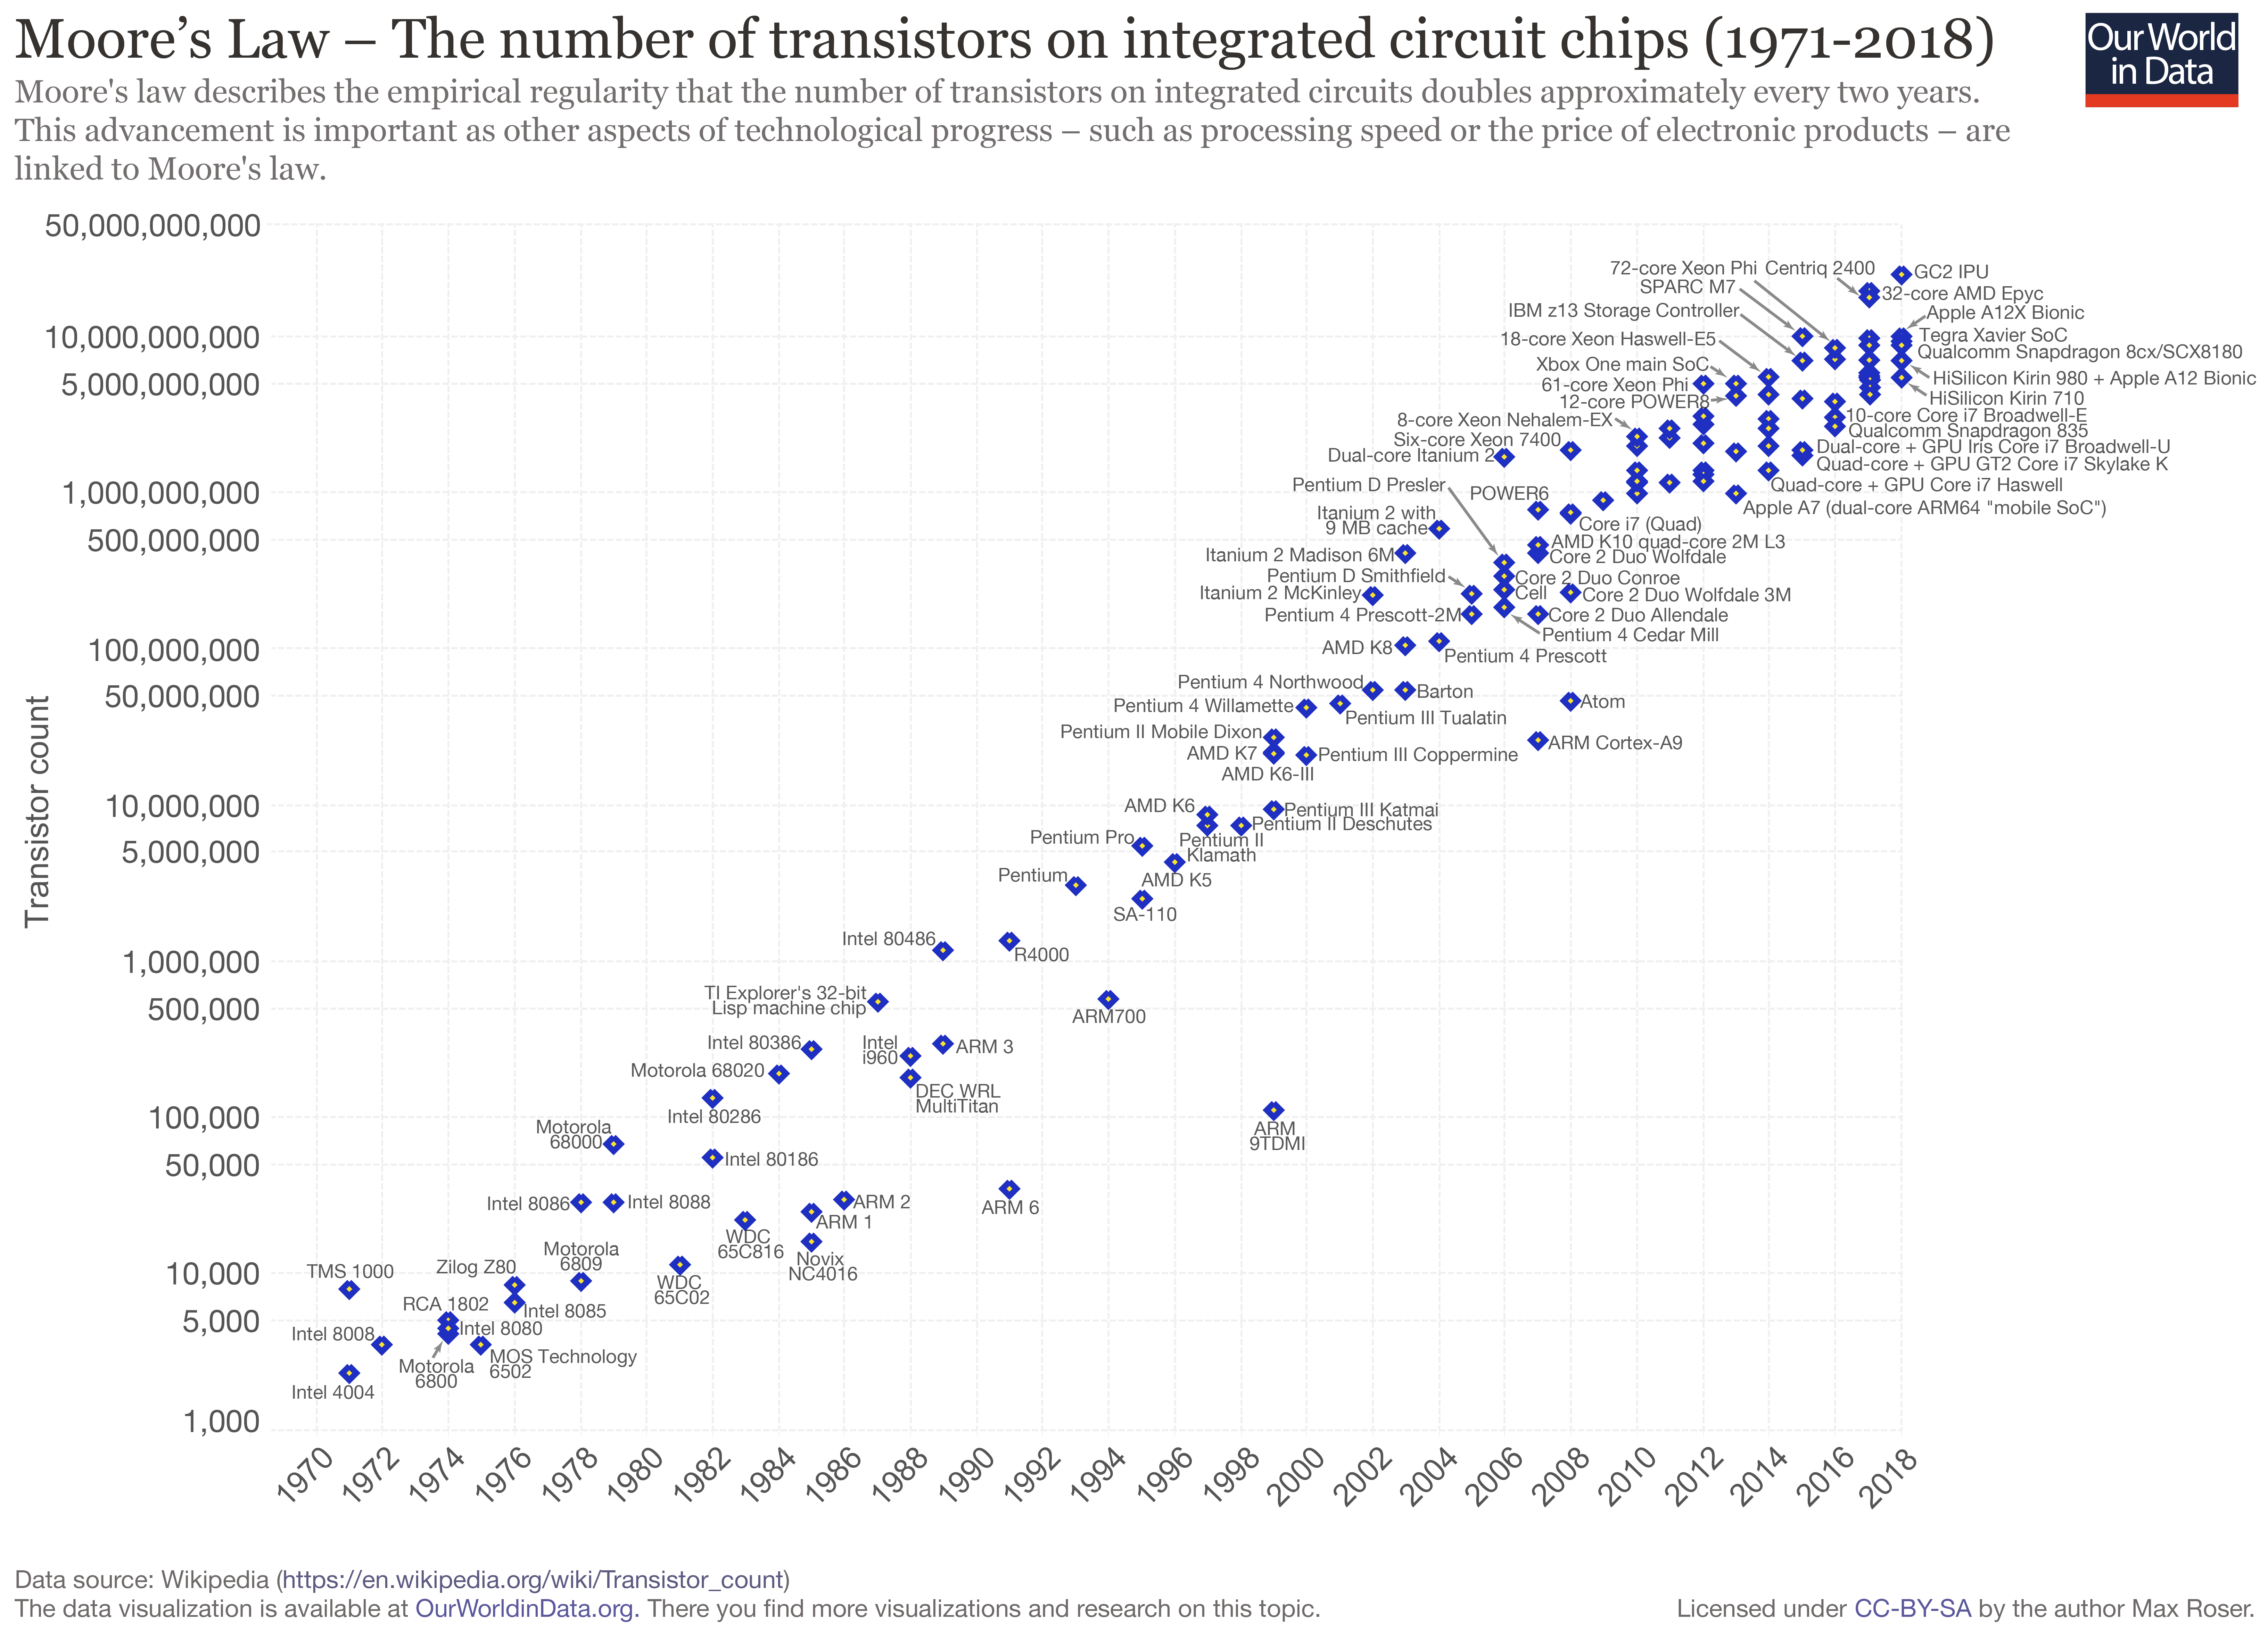 Moore’s Law – The number of transistors on integrated circuit chips (1971-2018)
Our World
in Data
Moore's law describes the empirical regularity that the number of transistors on integrated circuits doubles approximately every two years.
This advancement is important as other aspects of technological progress – such as processing speed or the price of electronic products – are
linked to Moore's law.
Transistor count
50,000,000,000
10,000,000,000
5,000,000,000
1,000,000,000
500,000,000
100,000,000
50,000,000
10,000,000
5,000,000
1,000,000
500,000
100,000
50,000
10,000
5,000
1,000
72-core Xeon Phi
Centriq 2400
GC2 IPU
SPARC M7
32-core AMD Epyc
IBM z13 Storage Controller
Apple A12X Bionic
18-core Xeon Haswell-E5
Tegra Xavier SoC
Qualcomm Snapdragon 8cx/SCX8180
Xbox One main SoC
61-core Xeon Phi
HiSilicon Kirin 980 + Apple A12 Bionic
12-core POWER8
HiSilicon Kirin 710
8-core Xeon Nehalem-EX
10-core Core i7 Broadwell-E
Six-core Xeon 7400
Qualcomm Snapdragon 835
Dual-core Itanium 2
Dual-core + GPU Iris Core i7 Broadwell-U
Quad-core + GPU GT2 Core i7 Skylake K
Pentium D Presler
Quad-core + GPU Core i7 Haswell
POWER6
Apple A7 (dual-core ARM64 "mobile SoC")
Itanium 2 with
9 MB cache
Core i7 (Quad)
AMD K10 quad-core 2M L3
Itanium 2 Madison 6M
Core 2 Duo Wolfdale
Pentium D Smithfield
Core 2 Duo Conroe
Itanium 2 McKinley
Cell
Core 2 Duo Wolfdale 3M
Pentium 4 Prescott-2M
Core 2 Duo Allendale
Pentium 4 Cedar Mill
AMD K8
Pentium 4 Prescott
Pentium 4 Northwood
Barton
Atom
Pentium 4 Willamette
Pentium III Tualatin
Pentium II Mobile Dixon
ARM Cortex-A9
AMD K7
Pentium III Coppermine
AMD K6-III
AMD K6
Pentium III Katmai
Pentium II Deschutes
Pentium Pro
Pentium II
Klamath
Pentium
AMD K5
SA-110
Intel 80486
R4000
TI Explorer's 32-bit
Lisp machine chip
ARM700
Intel 80386
Intel
i960
ARM 3
Motorola 68020
DEC WRL
MultiTitan
Intel 80286
Motorola
68000
ARM
9TDMI
Intel 80186
Intel 8086
Intel 8088
ARM 2
ARM 6
ARM 1
WDC
65C816
Novix
NC4016
Motorola
6809
Zilog Z80
TMS 1000
WDC
65C02
RCA 1802
Intel 8085
Intel 8080
Intel 8008
MOS Technology
6502
Motorola
6800
Intel 4004
1970
1972
1974
1976
1978
1980
1982
1984
1986
1988
1990
1992
1994
1996
1998
2000
2002
2004
2006
2008
2010
2012
2014
2016
2018
Data source: Wikipedia (https://en.wikipedia.org/wiki/Transistor_count)
The data visualization is available at OurWorldinData.org. There you find more visualizations and research on this topic.
Licensed under CC-BY-SA by the author Max Roser.